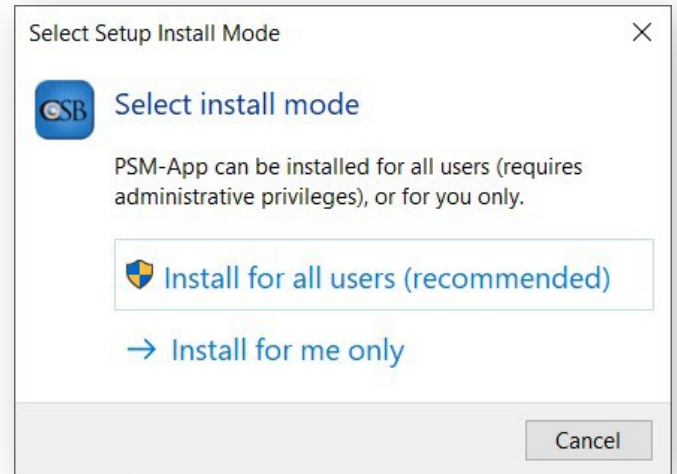 Select Setup Install Mode
CSB
Select install mode
PSM-App can be installed for all users (requires
administrative privileges), or for you only.
Install for all users (recommended)
Install for me only
Cancel